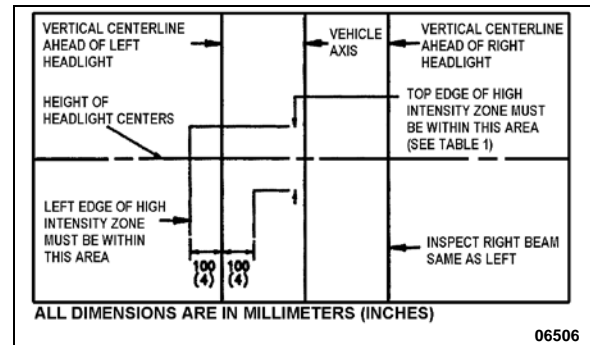 VERTICAL CENTERLINE
AHEAD OF LEFT
HEADLIGHT
VEHICLE
AXIS
VERTICAL CENTERLINE
AHEAD OF RIGHT
HEADLIGHT
HEIGHT OF
HEADLIGHT CENTERS
TOP EDGE OF HIGH
INTENSITY ZONE MUST
BE WITHIN THIS AREA
(SEE TABLE 1)
LEFT EDGE OF HIGH
INTENSITY ZONE
MUST BE WITHIN
THIS AREA
100
(4)
100
(4)
INSPECT RIGHT BEAM
SAME AS LEFT
ALL DIMENSIONS ARE IN MILLIMETERS (INCHES)
06506